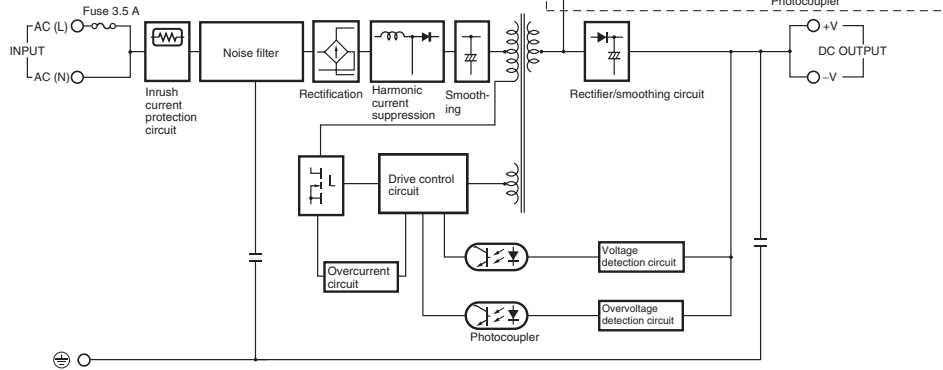 Photocoupler
Fuse 3.5 A
AC (L)
INPUT
AC (N)
Noise filter
+V
DC OUTPUT
−V
Inrush
current
protection
circuit
Rectification
Harmonic
current
suppression
Smooth-
ing
Rectifier/smoothing circuit
Drive control
circuit
Overcurrent
circuit
Voltage
detection circuit
Overvoltage
detection circuit
Photocoupler